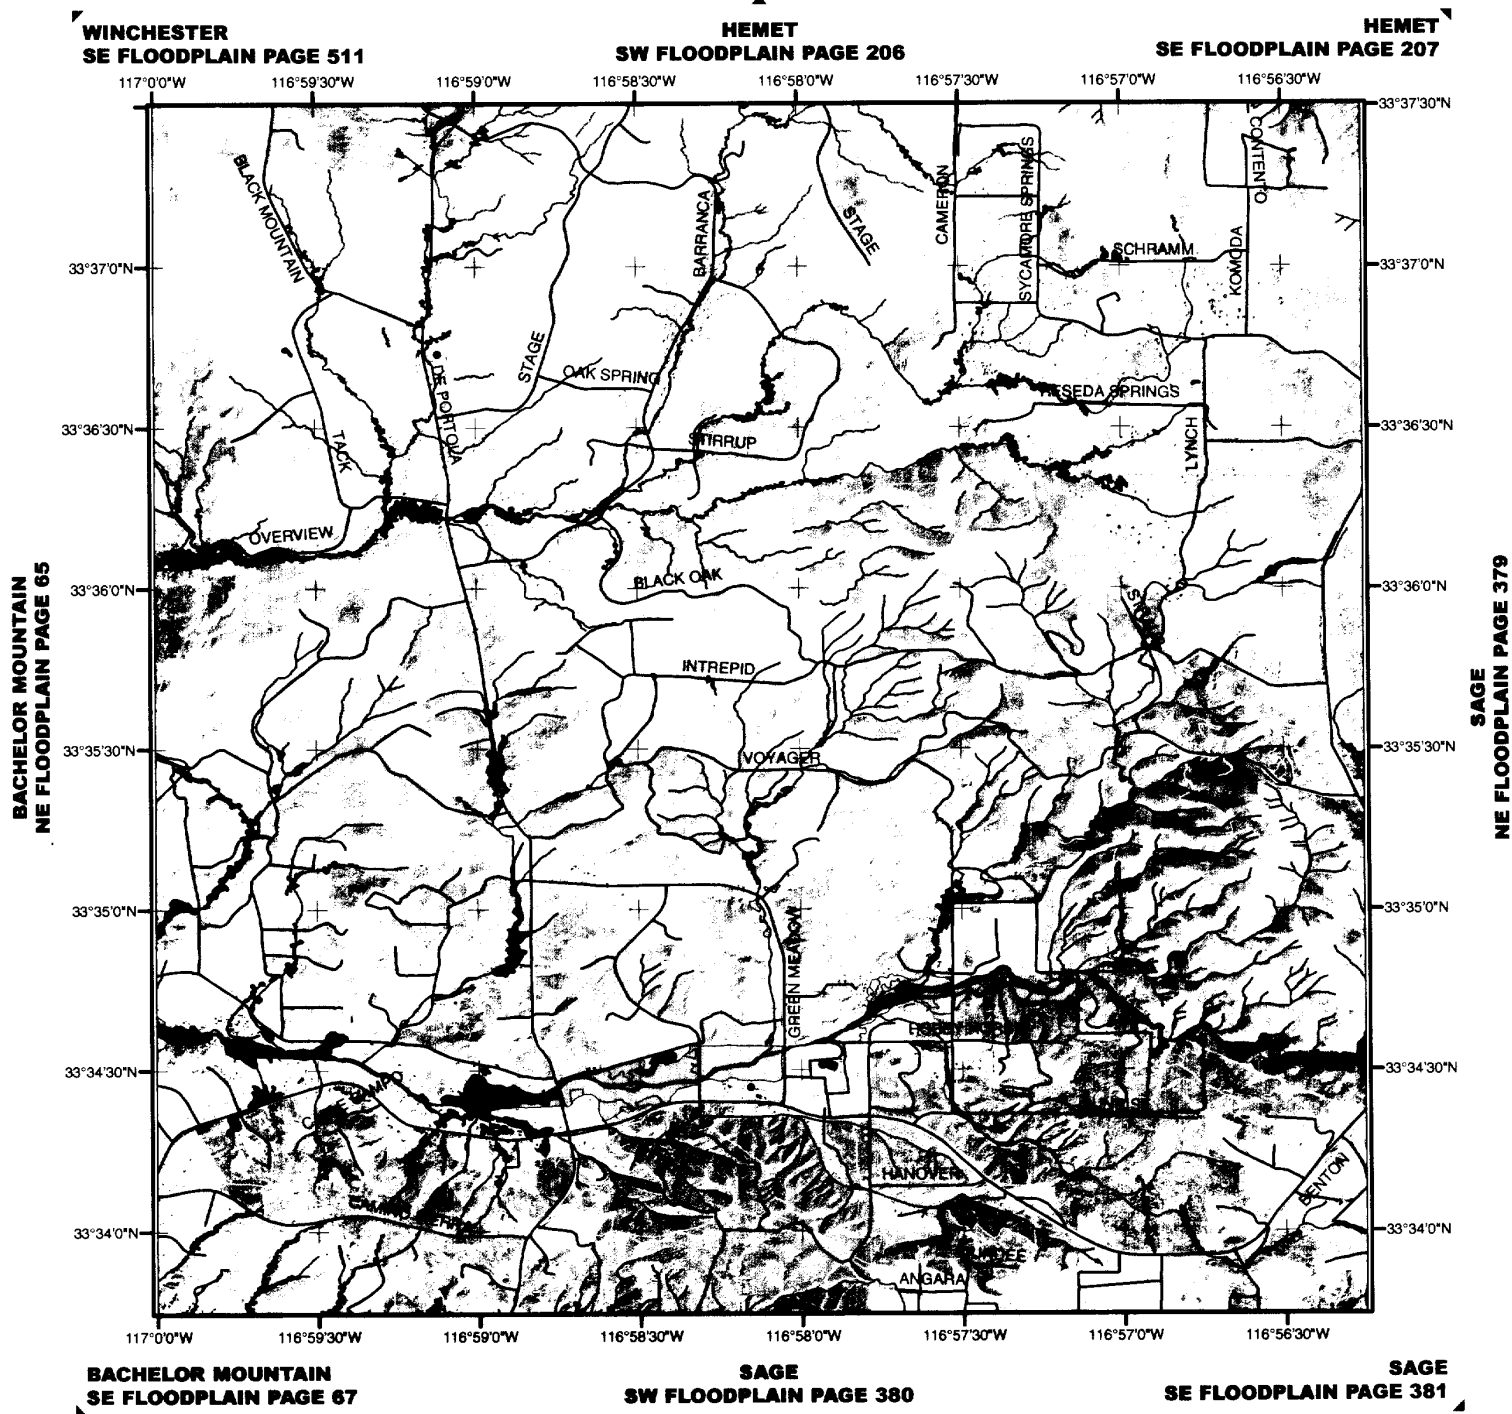 WINCHESTER
SE FLOODPLAIN PAGE 511
HEMET
SW FLOODPLAIN PAGE 206
HEMET
SE FLOODPLAIN PAGE 207
117°0'0"W
116°59'30"W
116°59'0"W
116°58'30"W
116°58'0"W
116°57'30"W
116°57'0"W
116°56'30"W
33°37'30"N
BLACK MOUNTAIN
BARRANCA
STAGE
CAMERON
SYCAMORE SPRINGS
CONTENTO
SCHRAMM
KOMODA
33°37'0"N
33°37'0"N
STAGE
OAK SPRING
DE PORTOLA
RESEDA SPRINGS
33°36'30"N
33°36'30"N
TACK
STIRRUP
LYNCH
OVERVIEW
BLACK OAK
33°36'0"N
33°36'0"N
INTREPID
BACHELOR MOUNTAIN
NE FLOODPLAIN PAGE 65
SAGE
NE FLOODPLAIN PAGE 379
33°35'30"N
33°35'30"N
VOYAGER
33°35'0"N
33°35'0"N
GREEN MEADOW
33°34'30"N
33°34'30"N
HANOVER
BENTON
33°34'0"N
33°34'0"N
ANGARA
117°0'0"W
116°59'30"W
116°59'0"W
116°58'30"W
116°58'0"W
116°57'30"W
116°57'0"W
116°56'30"W
BACHELOR MOUNTAIN
SE FLOODPLAIN PAGE 67
SAGE
SW FLOODPLAIN PAGE 380
SAGE
SE FLOODPLAIN PAGE 381